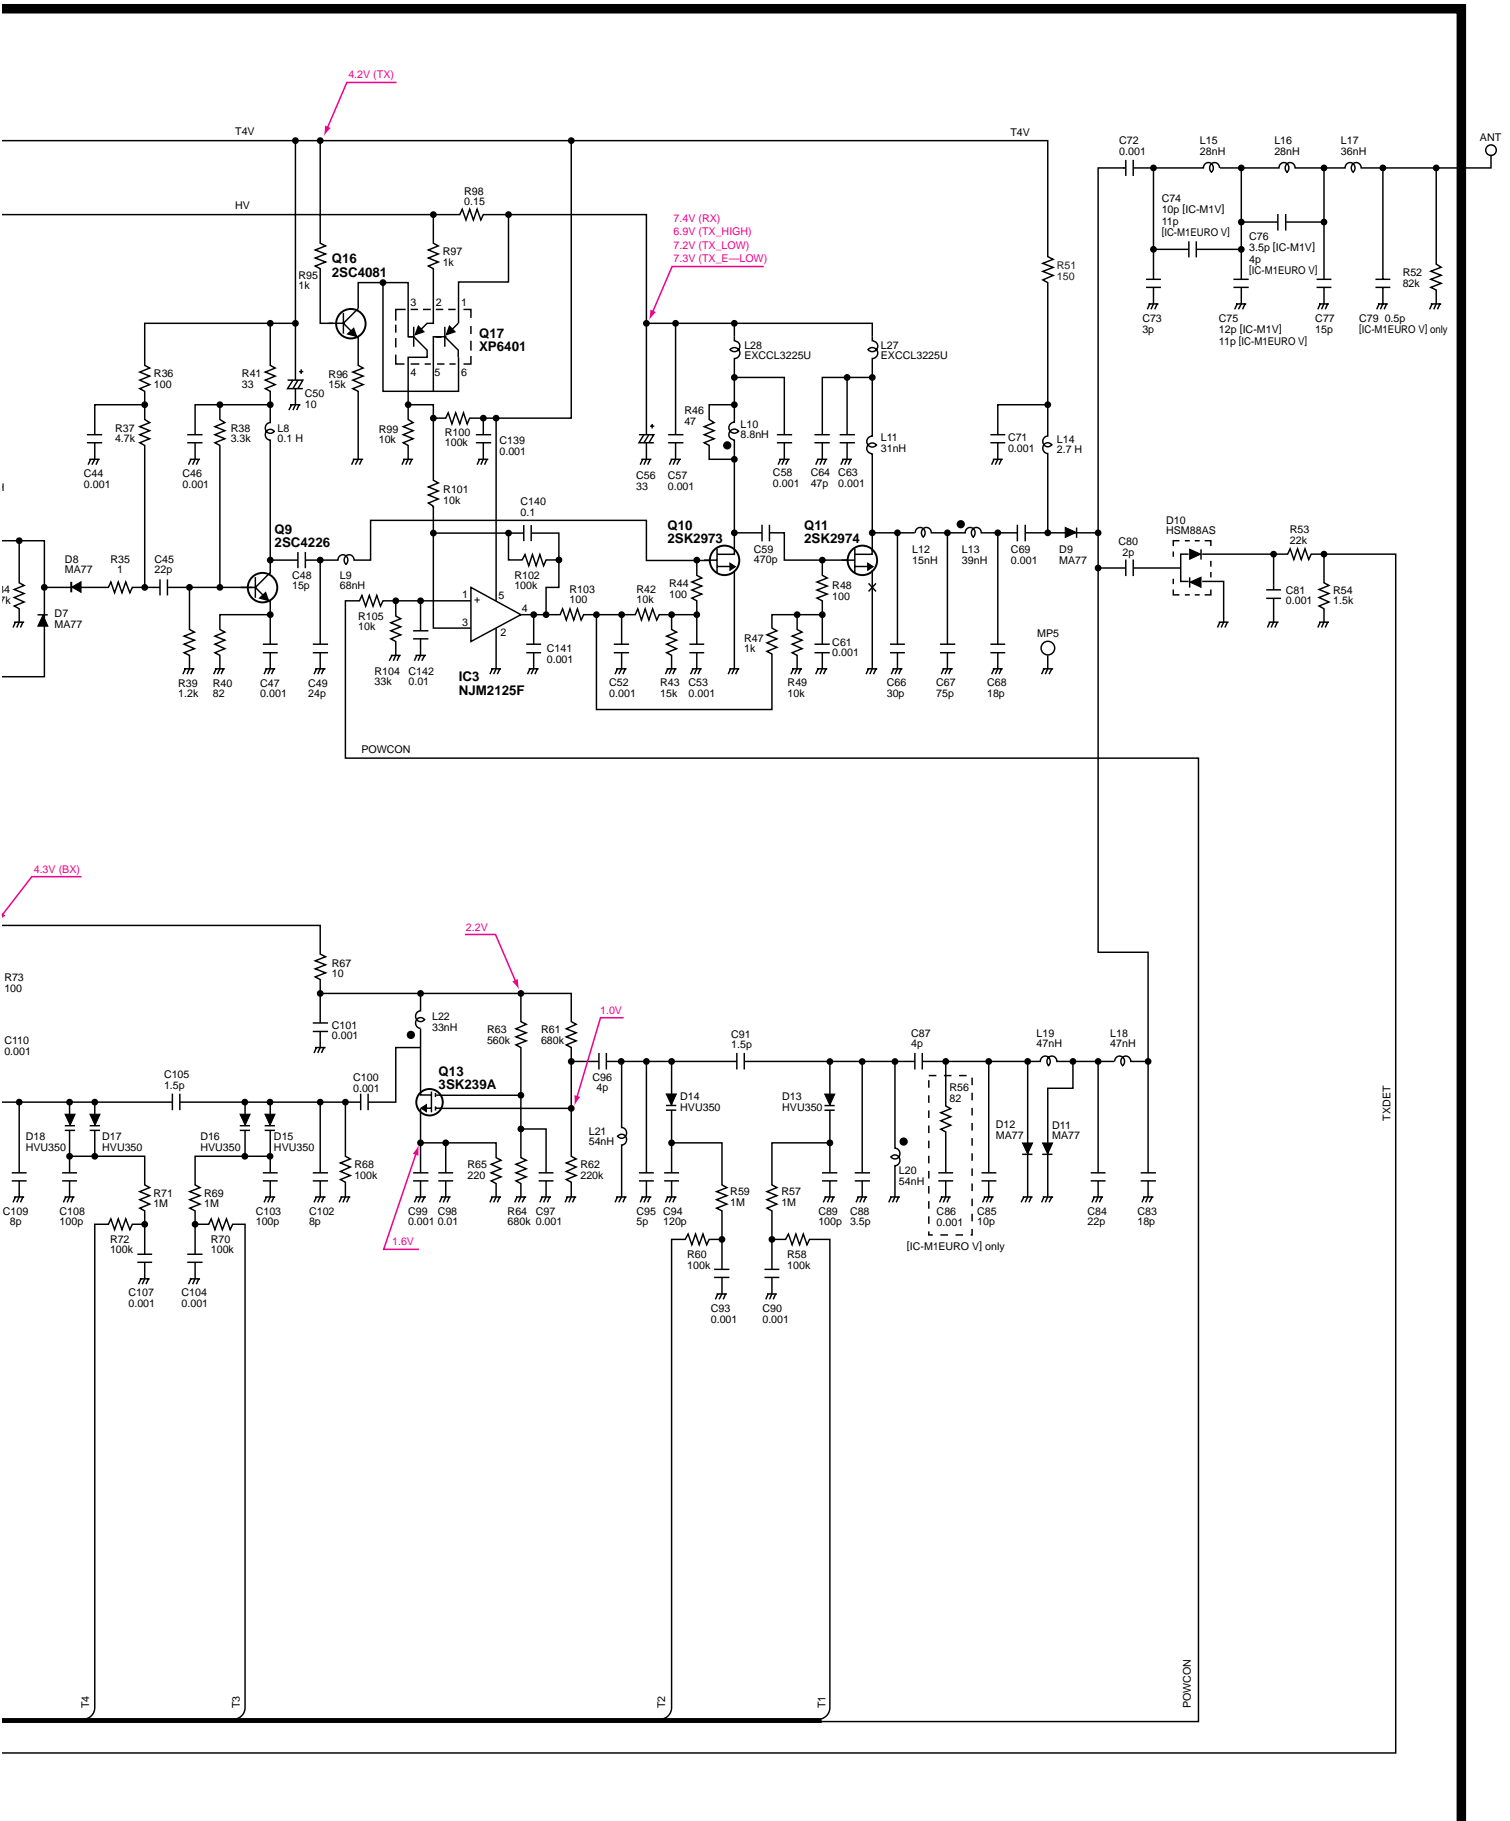 4.2V (TX)
T4V
T4V
ANT
C72
0.001
L15
28nH
L16
28nH
L17
36nH
HV
R98
0.15
7.4V (RX)
6.9V (TX_HIGH)
7.2V (TX_LOW)
7.3V (TX_E—LOW)
C74
10p [IC-M1V]
11p
[IC-M1EURO V]
C76
3.5p [IC-M1V]
4p
[IC-M1EURO V]
R52
82k
R97
1k
Q16
2SC4081
R95
1k
R51
150
3
2
1
Q17
XP6401
4
5
6
C73
3p
C75
12p [IC-M1V]
11p [IC-M1EURO V]
C77
15p
C79 0.5p
[IC-M1EURO V] only
L28
EXCCL3225U
L27
EXCCL3225U
R36
100
R41
33
R96
15k
+
C50
10
R37
4.7k
R38
3.3k
L8
0.1 H
R99
10k
R100
100k
C139
0.001
R46
47
L10
8.8nH
L11
31nH
C71
0.001
L14
2.7 H
C44
0.001
C46
0.001
+
C56
33
C57
0.001
C58
0.001
C64
47p
C63
0.001
R101
10k
C140
0.1
Q9
2SC4226
Q10
2SK2973
Q11
2SK2974
C59
470p
D10
HSM88AS
R53
22k
D8
MA77
R35
1
C45
22p
C48
15p
L9
68nH
R102
100k
R44
100
R48
100
L12
15nH
L13
39nH
C69
0.001
D9
MA77
C80
2p
D7
MA77
R105
10k
1
+
3
5
4
2
R103
100
R42
10k
C81
0.001
R54
1.5k
MP5
R39
1.2k
R40
82
C47
0.001
C49
24p
R104
33k
C142
0.01
IC3
NJM2125F
C141
0.001
C52
0.001
R43
15k
C53
0.001
R47
1k
R49
10k
C61
0.001
C66
30p
C67
75p
C68
18p
POWCON
4.3V (BX)
2.2V
R73
100
R67
10
1.0V
C110
0.001
C101
0.001
L22
33nH
R63
560k
R61
680k
C91
1.5p
C87
4p
L19
47nH
L18
47nH
C105
1.5p
C100
0.001
Q13
3SK239A
C96
4p
D14
HVU350
D13
HVU350
R56
82
TXDET
D18
HVU350
D17
HVU350
D16
HVU350
D15
HVU350
L21
54nH
D12
MA77
D11
MA77
R68
100k
R65
220
R62
220k
L20
54nH
R71
1M
R69
1M
R59
1M
R57
1M
C109
8p
C108
100p
C103
100p
C102
8p
C99
0.001
C98
0.01
R64
680k
C97
0.001
C95
5p
C94
120p
C89
100p
C88
3.5p
C86
0.001
C85
10p
C84
22p
C83
18p
R72
100k
R70
100k
1.6V
R60
100k
R58
100k
[IC-M1EURO V] only
C107
0.001
C104
0.001
C93
0.001
C90
0.001
T4
T3
T2
T1
POWCON